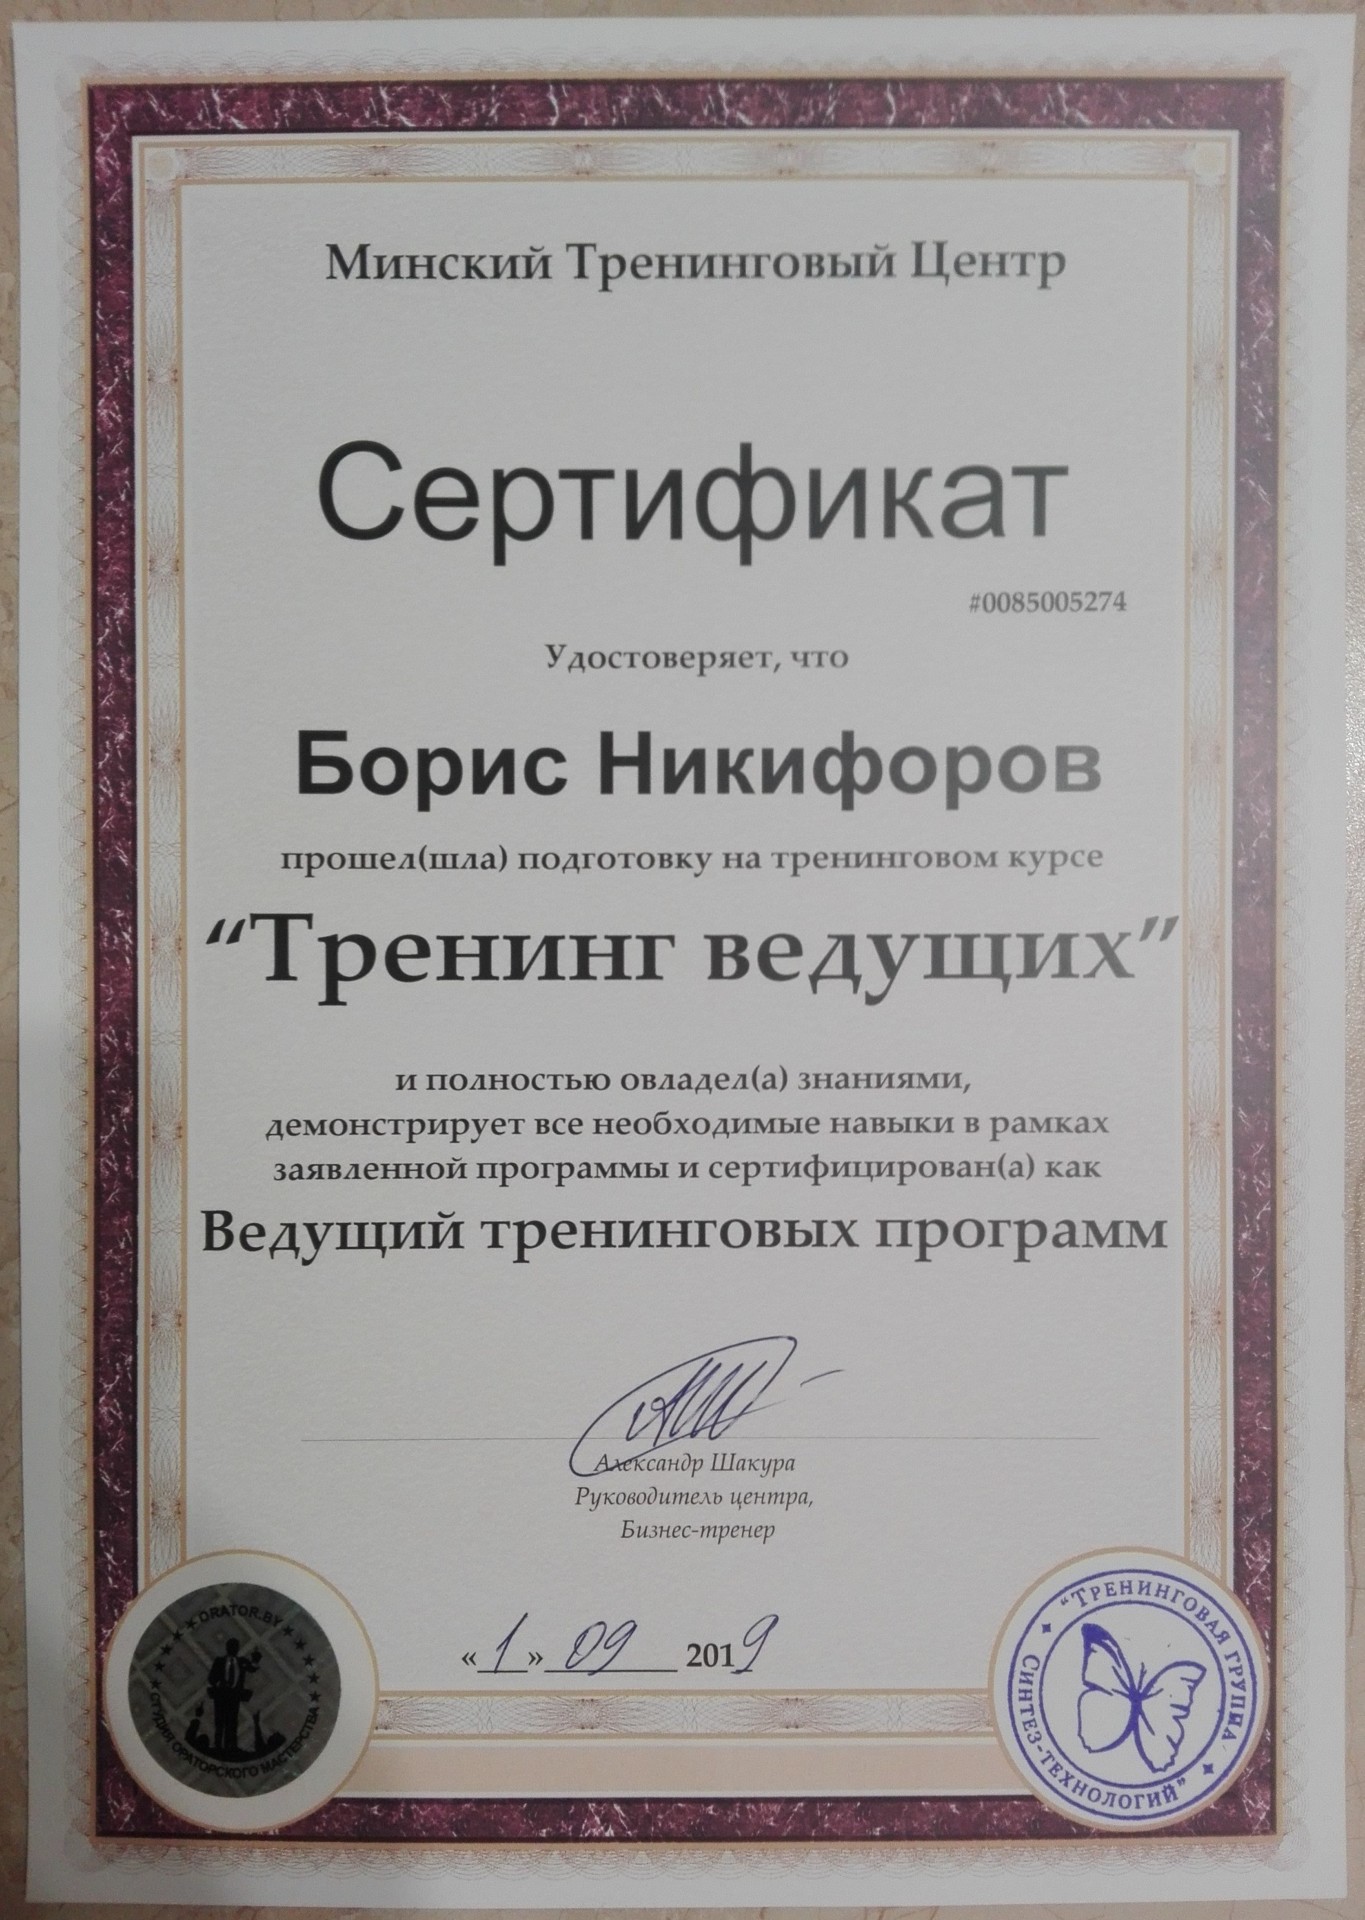 Минский Тренинговый Центр
Сертификат
#0085005274
Удостоверяет, что
Борис Никифоров
прошел(шла) подготовку на тренинговом курсе
“Тренинг ведущих”
и полностью овладел(а) знаниями,
демонстрирует все необходимые навыки в рамках
заявленной программы и сертифицирован(а) как
Ведущий тренинговых программ
Александр Шакура
Руководитель центра,
Бизнес-тренер
«1» 09 2019
ORATOR.BY
СТУДИЯ ОРАТОРСКОГО МАСТЕРСТВА
“ТРЕНИНГОВАЯ ГРУППА
СИНТЕЗ-ТЕХНОЛОГИЙ”